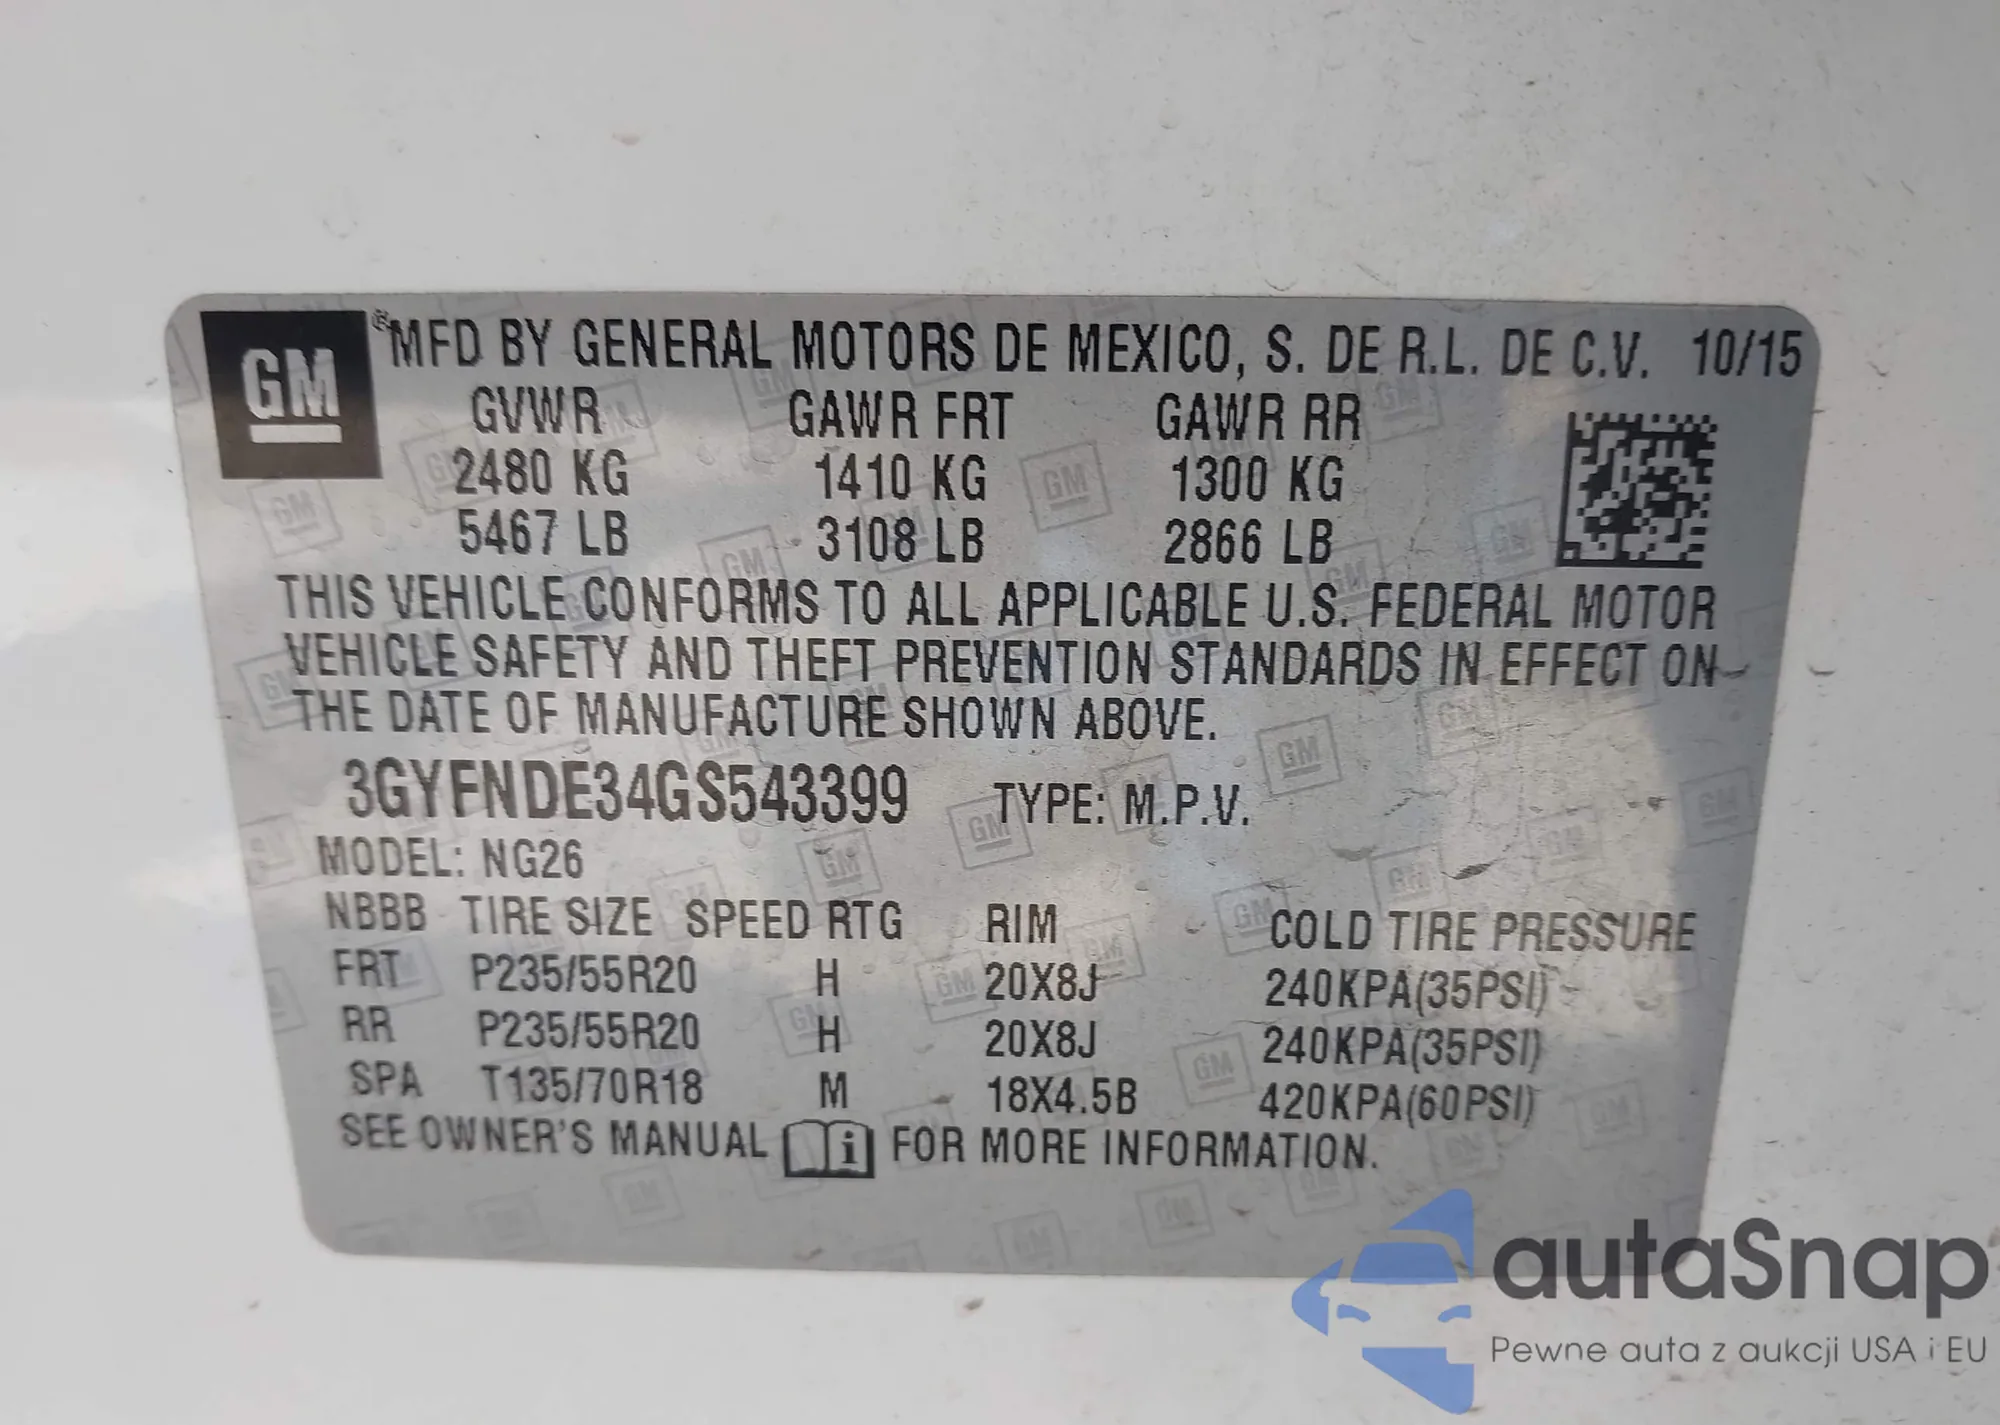 GM ® MFD BY GENERAL MOTORS DE MEXICO, S. DE R.L. DE C.V. 10/15
GVWR GAWR FRT GAWR RR
2480 KG 1410 KG 1300 KG
5467 LB 3108 LB 2866 LB
THIS VEHICLE CONFORMS TO ALL APPLICABLE U.S. FEDERAL MOTOR
VEHICLE SAFETY AND THEFT PREVENTION STANDARDS IN EFFECT ON
THE DATE OF MANUFACTURE SHOWN ABOVE.
3GYFNDE34GS543399 TYPE: M.P.V.
MODEL: NG26
NBBB TIRE SIZE SPEED RTG RIM COLD TIRE PRESSURE
FRT P235/55R20 H 20X8J 240KPA(35PSI)
RR P235/55R20 H 20X8J 240KPA(35PSI)
SPA T135/70R18 M 18X4.5B 420KPA(60PSI)
SEE OWNER'S MANUAL i FOR MORE INFORMATION.
autaSnap
Pewne auta z aukcji USA i EU